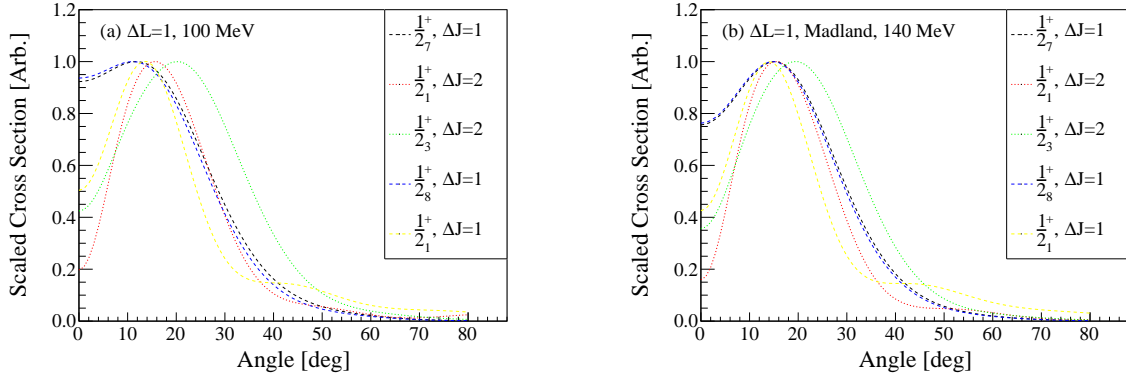 (a) ΔL=1, 100 MeV
Scaled Cross Section [Arb.]
1.2
1.0
0.8
0.6
0.4
0.2
0.0
0 10 20 30 40 50 60 70 80
Angle [deg]
1/2⁺₇, ΔJ=1
1/2⁺₁, ΔJ=2
1/2⁺₃, ΔJ=2
1/2⁺₈, ΔJ=1
1/2⁺₁, ΔJ=1
(b) ΔL=1, Madland, 140 MeV
Scaled Cross Section [Arb.]
1.2
1.0
0.8
0.6
0.4
0.2
0.0
0 10 20 30 40 50 60 70 80
Angle [deg]
1/2⁺₇, ΔJ=1
1/2⁺₁, ΔJ=2
1/2⁺₃, ΔJ=2
1/2⁺₈, ΔJ=1
1/2⁺₁, ΔJ=1